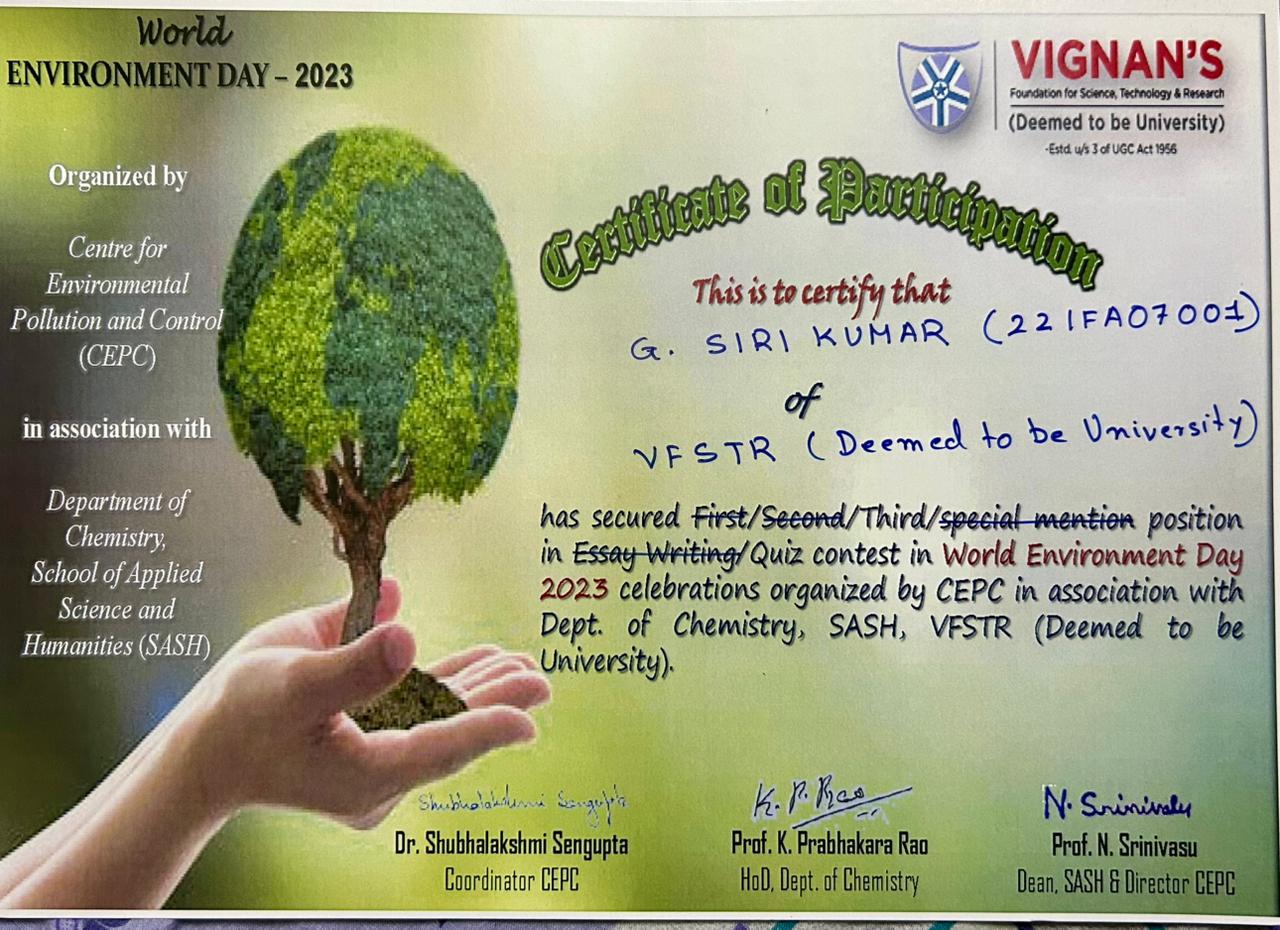 World
ENVIRONMENT DAY – 2023
Organized by
Centre for
Environmental
Pollution and Control
(CEPC)
in association with
Department of
Chemistry,
School of Applied
Science and
Humanities (SASH)
VIGNAN'S
Foundation for Science, Technology & Research
(Deemed to be University)
-Estd. u/s 3 of UGC Act 1956
Certificate of Participation
This is to certify that
G. SIRI KUMAR (221FA07001)
of
VFSTR (Deemed to be University)
has secured First/Second/Third/special mention position
in Essay Writing/Quiz contest in World Environment Day
2023 celebrations organized by CEPC in association with
Dept. of Chemistry, SASH, VFSTR (Deemed to be
University).
Shubhalakshmi Sengupta
K. P. Rao
N. Srinivasu
Dr. Shubhalakshmi Sengupta
Coordinator CEPC
Prof. K. Prabhakara Rao
HoD, Dept. of Chemistry
Prof. N. Srinivasu
Dean, SASH & Director CEPC